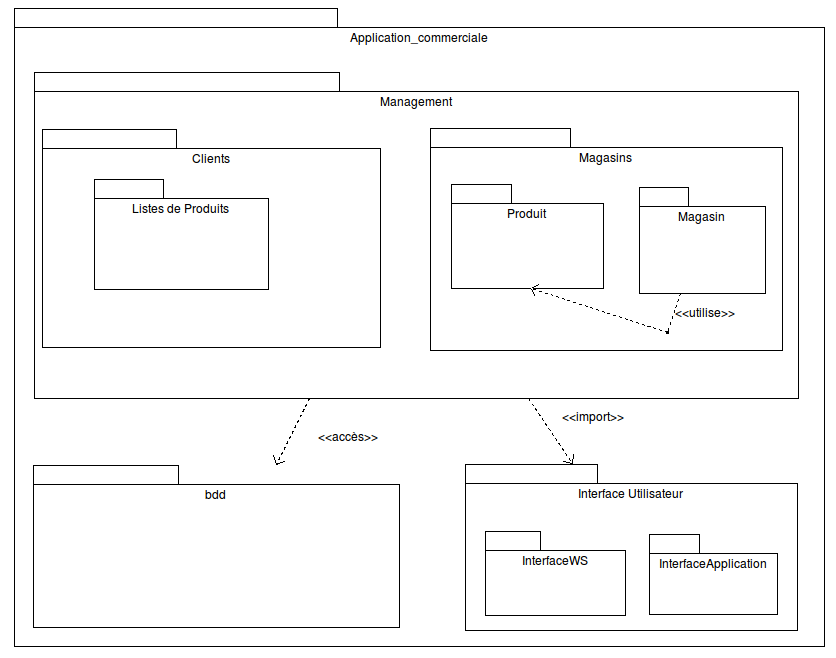 Application_commerciale
Management
Clients
Magasins
Listes de Produits
Produit
Magasin
<<utilise>>
<<accès>>
<<import>>
bdd
Interface Utilisateur
InterfaceWS
InterfaceApplication